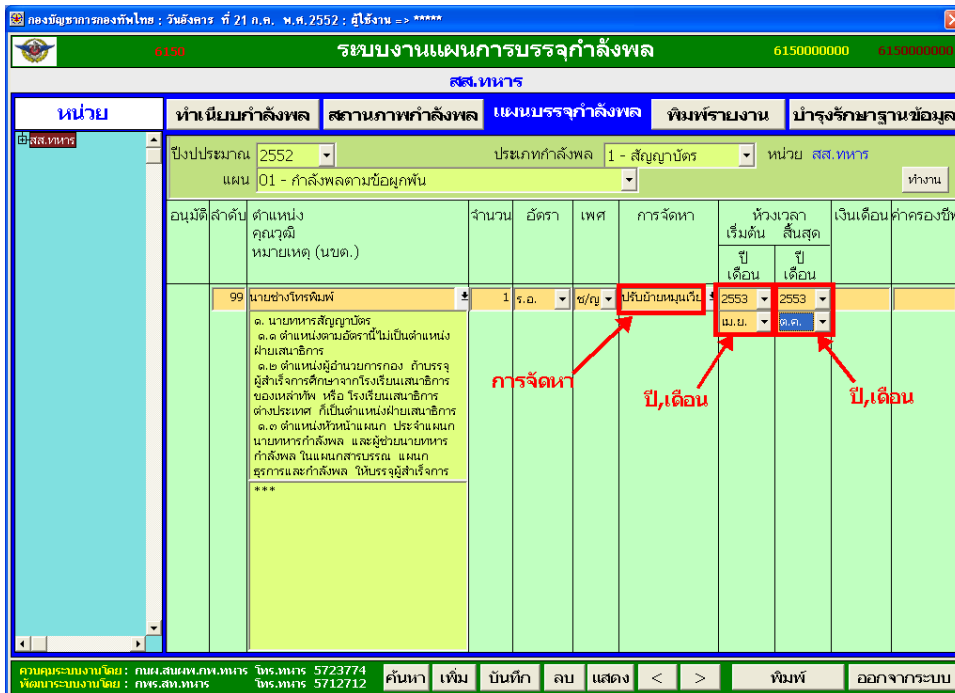 กองบัญชาการกองทัพไทย : วันอังคาร ที่ 21 ก.ค. พ.ศ.2552 : ผู้ใช้งาน => *****
6150 ระบบงานแผนการบรรจุกำลังพล 6150000000 6150000000
สส.ทหาร
หน่วย ทำเนียบกำลังพล สถานภาพกำลังพล แผนบรรจุกำลังพล พิมพ์รายงาน บำรุงรักษาฐานข้อมูล
สส.ทหาร
ปีงปประมาณ 2552 ประเภทกำลังพล 1 - สัญญาบัตร หน่วย สส.ทหาร
แผน 01 - กำลังพลตามข้อผูกพัน ทำงาน
อนุมัติ ลำดับ ตำแหน่ง จำนวน อัตรา เพศ การจัดหา ห้วงเวลา เงินเดือน ค่าครองชีพ
คุณวุฒิ เริ่มต้น สิ้นสุด
หมายเหตุ (นขต.) ปี ปี
เดือน เดือน
99 นายช่างโทรพิมพ์ 1 ร.อ. ช/ญ ปรับย้ายหมุนเวีย 2553 2553
เม.ย. ต.ค.
๑. นายทหารสัญญาบัตร
๑.๑ ตำแหน่งตามอัตรานี้ไม่เป็นตำแหน่ง
ฝ่ายเสนาธิการ
๑.๒ ตำแหน่งผู้อำนวยการกอง ถ้าบรรจุ
ผู้สำเร็จการศึกษาจากโรงเรียนเสนาธิการ
ของเหล่าทัพ หรือ โรงเรียนเสนาธิการ
ต่างประเทศ ก็เป็นตำแหน่งฝ่ายเสนาธิการ
๑.๓ ตำแหน่งหัวหน้าแผนก ประจำแผนก
นายทหารกำลังพล และผู้ช่วยนายทหาร
กำลังพล ในแผนกสารบรรณ แผนก
ธุรการและกำลังพล ให้บรรจุผู้สำเร็จการ
***
การจัดหา
ปี,เดือน ปี,เดือน
ควบคุมระบบงานโดย : กนผ.สนผพ.กพ.ทหาร โทร.ทหาร 5723774
พัฒนาระบบงานโดย : กพร.สท.ทหาร โทร.ทหาร 5712712
ค้นหา เพิ่ม บันทึก ลบ แสดง < > พิมพ์ ออกจากระบบ